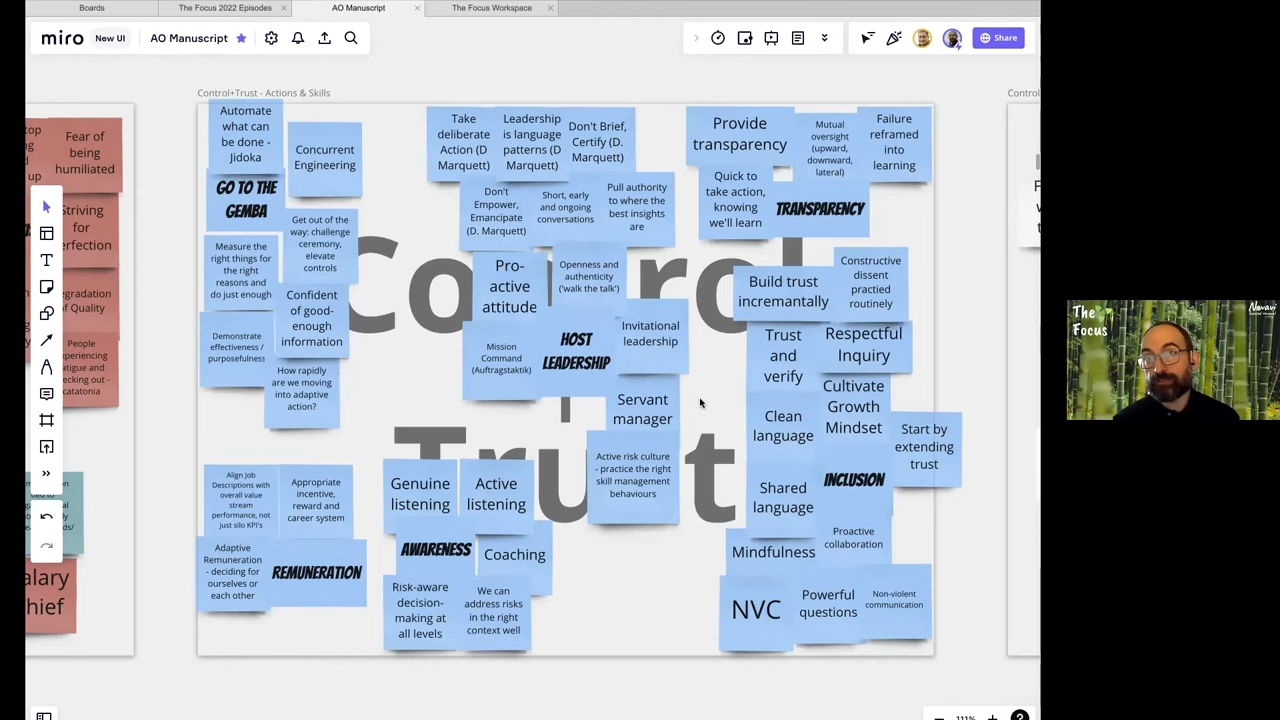 Boards
The Focus 2022 Episodes
AO Manuscript
The Focus Workspace
miro
New UI
AO Manuscript
Share
Control+Trust - Actions & Skills
Control
Fear of
being
humiliated
up
Striving
for
Quality
of
People
fatigue and
catatonia
Automate
what can
be done -
Jidoka
Concurrent
Engineering
GO TO THE
GEMBA
Get out of the
way: challenge
ceremony,
elevate
controls
Measure the
right things for
the right
reasons and
do just enough
Confident
of good-
enough
information
Demonstrate
effectiveness /
purposefulness
How rapidly
are we moving
into adaptive
action?
Take
deliberate
Action (D
Marquett)
Leadership
is language
patterns (D
Marquett)
Don't Brief,
Certify (D.
Marquett)
Don't
Empower,
Emancipate
(D. Marquett)
Short, early
and ongoing
conversations
Pull authority
to where the
best insights
are
Pro-
active
attitude
Openness and
authenticity
('walk the talk')
Mission
Command
(Auftragstaktik)
HOST
LEADERSHIP
Invitational
leadership
Servant
manager
Active risk culture
- practice the right
skill management
behaviours
Provide
transparency
Mutual
oversight
(upward,
downward,
lateral)
Failure
reframed
into
learning
Quick to
take action,
knowing
we'll learn
TRANSPARENCY
Build trust
incremantally
Constructive
dissent
practied
routinely
Trust
and
verify
Respectful
Inquiry
Clean
language
Cultivate
Growth
Mindset
Start by
extending
trust
Shared
language
INCLUSION
Mindfulness
Proactive
collaboration
NVC
Powerful
questions
Non-violent
communication
Align Job
Descriptions with
overall value
stream
performance, not
just silo KPI's
Appropriate
incentive,
reward and
career system
Adaptive
Remuneration
- deciding for
ourselves or
each other
REMUNERATION
Genuine
listening
Active
listening
AWARENESS
Coaching
Risk-aware
decision-
making at
all levels
We can
address risks
in the right
context well
Control
+
Trust
111%
The
Focus
Novavi